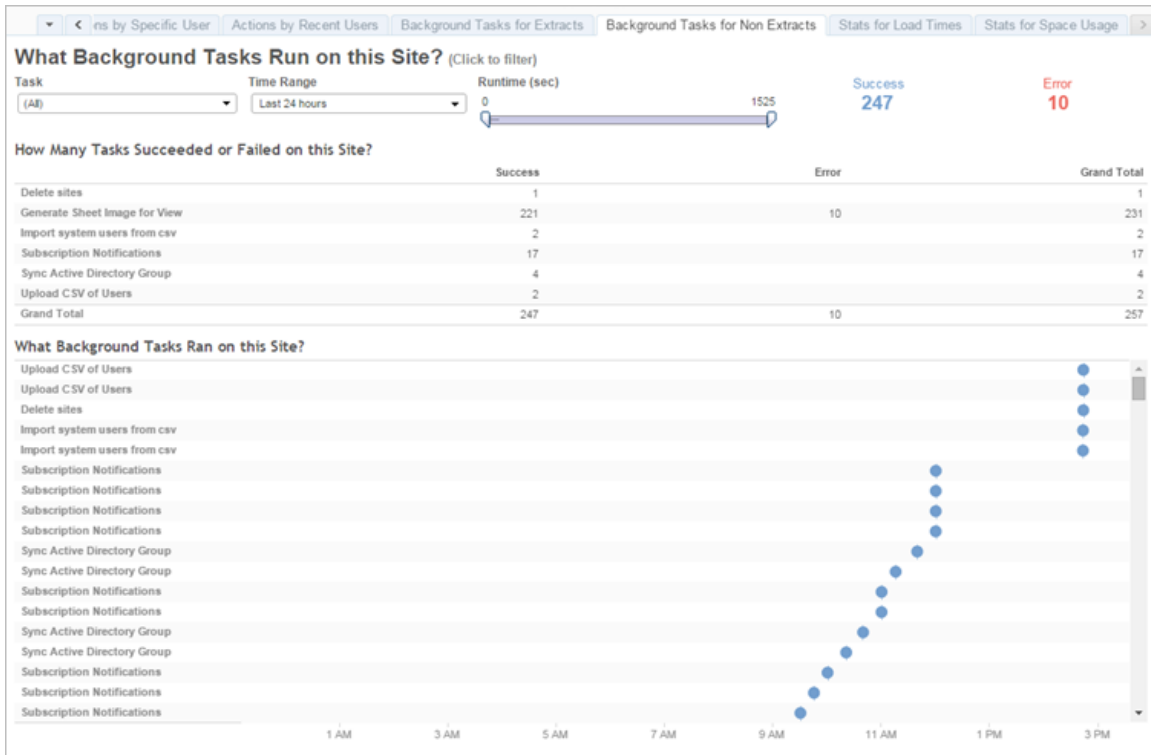 ns by Specific User Actions by Recent Users Background Tasks for Extracts Background Tasks for Non Extracts Stats for Load Times Stats for Space Usage
What Background Tasks Run on this Site? (Click to filter)
Task Time Range Runtime (sec) Success Error
(All) Last 24 hours 0 1525 247 10
How Many Tasks Succeeded or Failed on this Site?
Success Error Grand Total
Delete sites 1 1
Generate Sheet Image for View 221 10 231
Import system users from csv 2 2
Subscription Notifications 17 17
Sync Active Directory Group 4 4
Upload CSV of Users 2 2
Grand Total 247 10 257
What Background Tasks Ran on this Site?
Upload CSV of Users
Upload CSV of Users
Delete sites
Import system users from csv
Import system users from csv
Subscription Notifications
Subscription Notifications
Subscription Notifications
Subscription Notifications
Sync Active Directory Group
Sync Active Directory Group
Subscription Notifications
Subscription Notifications
Sync Active Directory Group
Sync Active Directory Group
Subscription Notifications
Subscription Notifications
Subscription Notifications
1 AM 3 AM 5 AM 7 AM 9 AM 11 AM 1 PM 3 PM